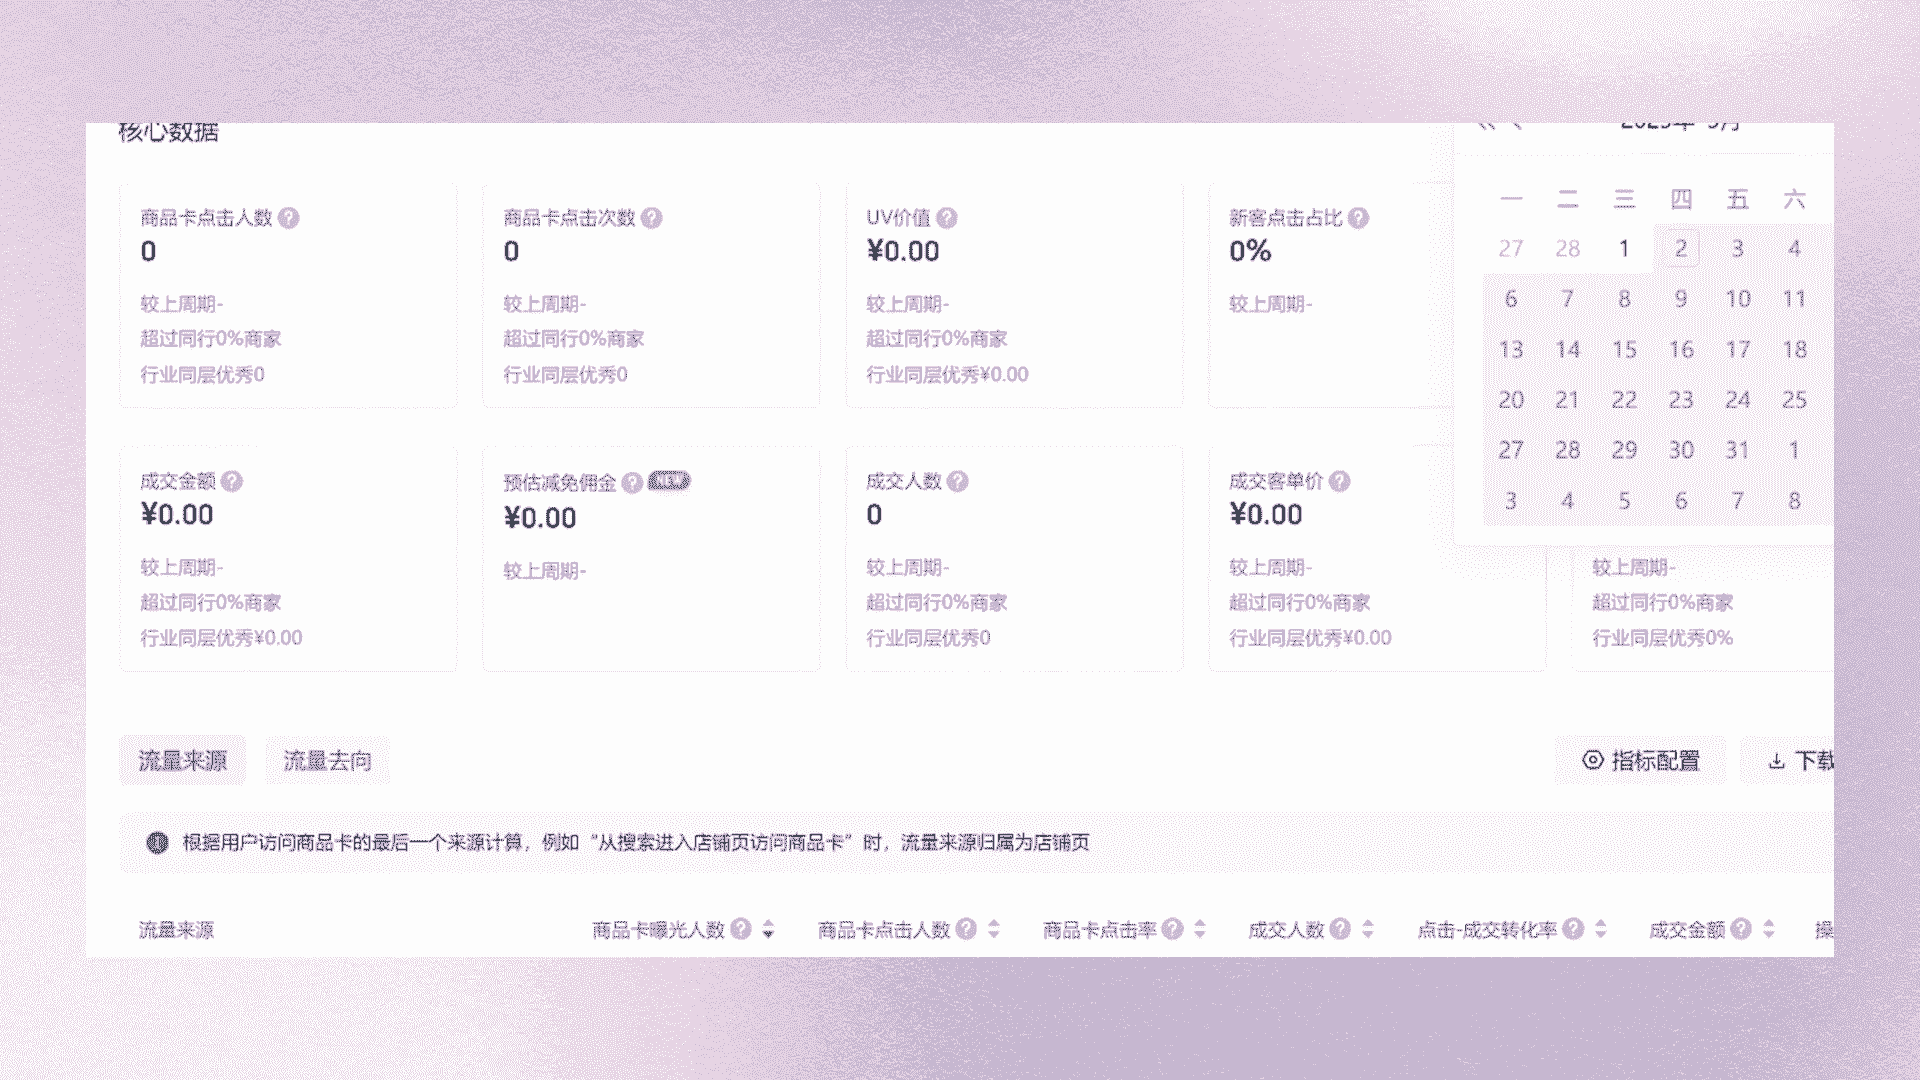 核心数据
商品卡点击人数
0
较上周期-
超过同行0%商家
行业同层优秀0
商品卡点击次数
0
较上周期-
超过同行0%商家
行业同层优秀0
UV价值
¥0.00
较上周期-
超过同行0%商家
行业同层优秀¥0.00
新客点击占比
0%
较上周期-
一 二 三 四 五 六
27 28 1 2 3 4
6 7 8 9 10 11
13 14 15 16 17 18
20 21 22 23 24 25
27 28 29 30 31 1
3 4 5 6 7 8
成交金额
¥0.00
较上周期-
超过同行0%商家
行业同层优秀¥0.00
预估减免佣金 NEW
¥0.00
较上周期-
成交人数
0
较上周期-
超过同行0%商家
行业同层优秀0
成交客单价
¥0.00
较上周期-
超过同行0%商家
行业同层优秀¥0.00
较上周期-
超过同行0%商家
行业同层优秀0%
流量来源 流量去向 指标配置 下载
根据用户访问商品卡的最后一个来源计算，例如“从搜索进入店铺页访问商品卡”时，流量来源归属为店铺页
流量来源 商品卡曝光人数 商品卡点击人数 商品卡点击率 成交人数 点击-成交转化率 成交金额 操